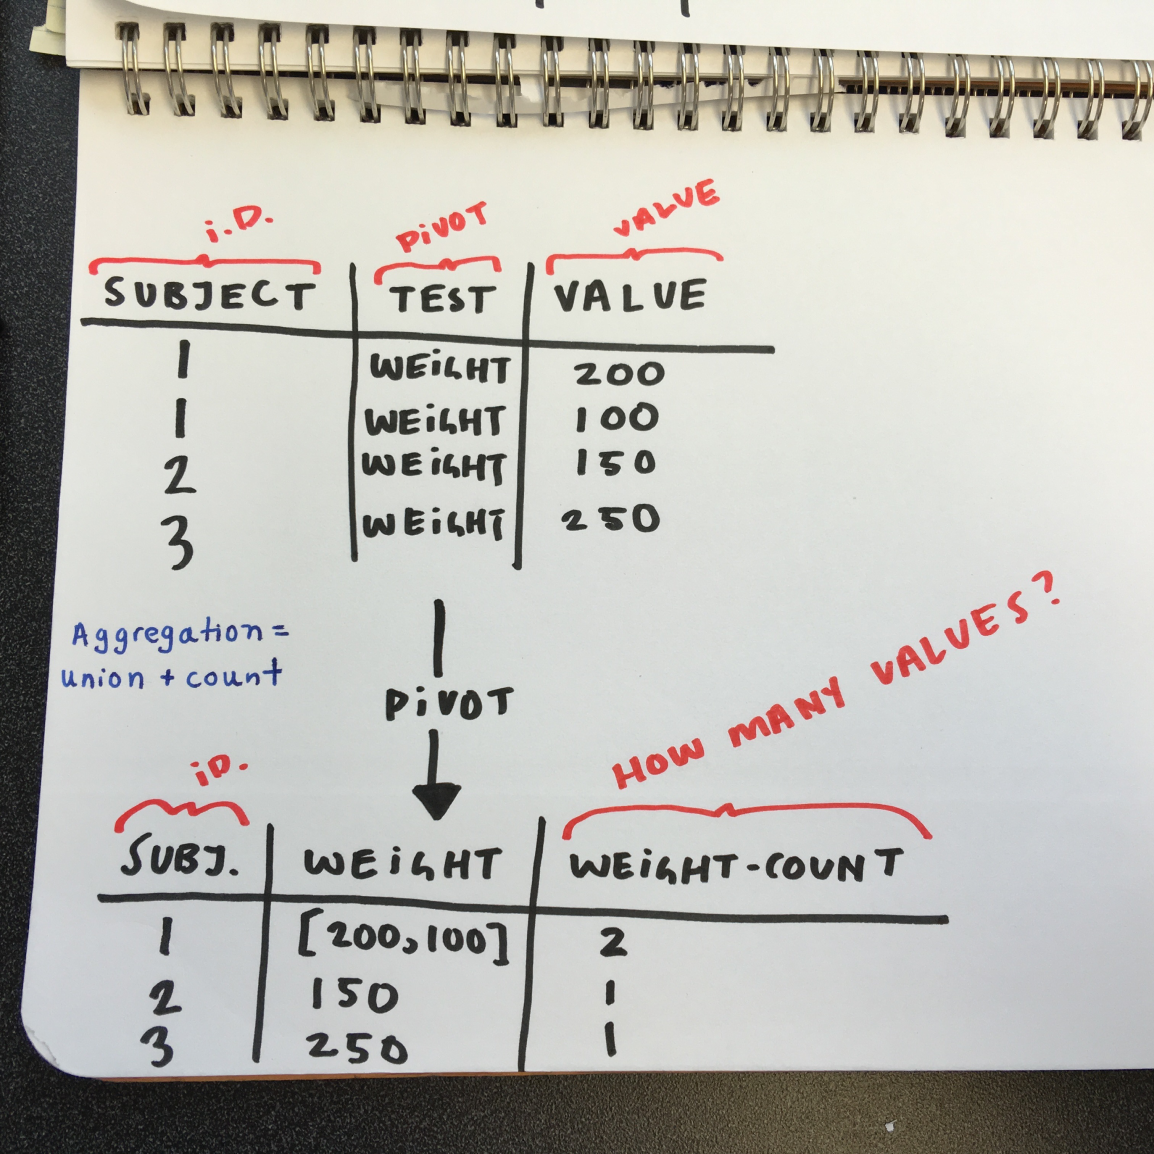 i.D. PiVOT VALUE
SUBJECT TEST VALUE
1 WEiGHT 200
1 WEiGHT 100
2 WEiGHT 150
3 WEiGHT 250
Aggregation =
union + count
PiVOT
HOW MANY VALUES?
iD.
SUBJ. WEiGHT WEiGHT-COUNT
1 [200,100] 2
2 150 1
3 250 1